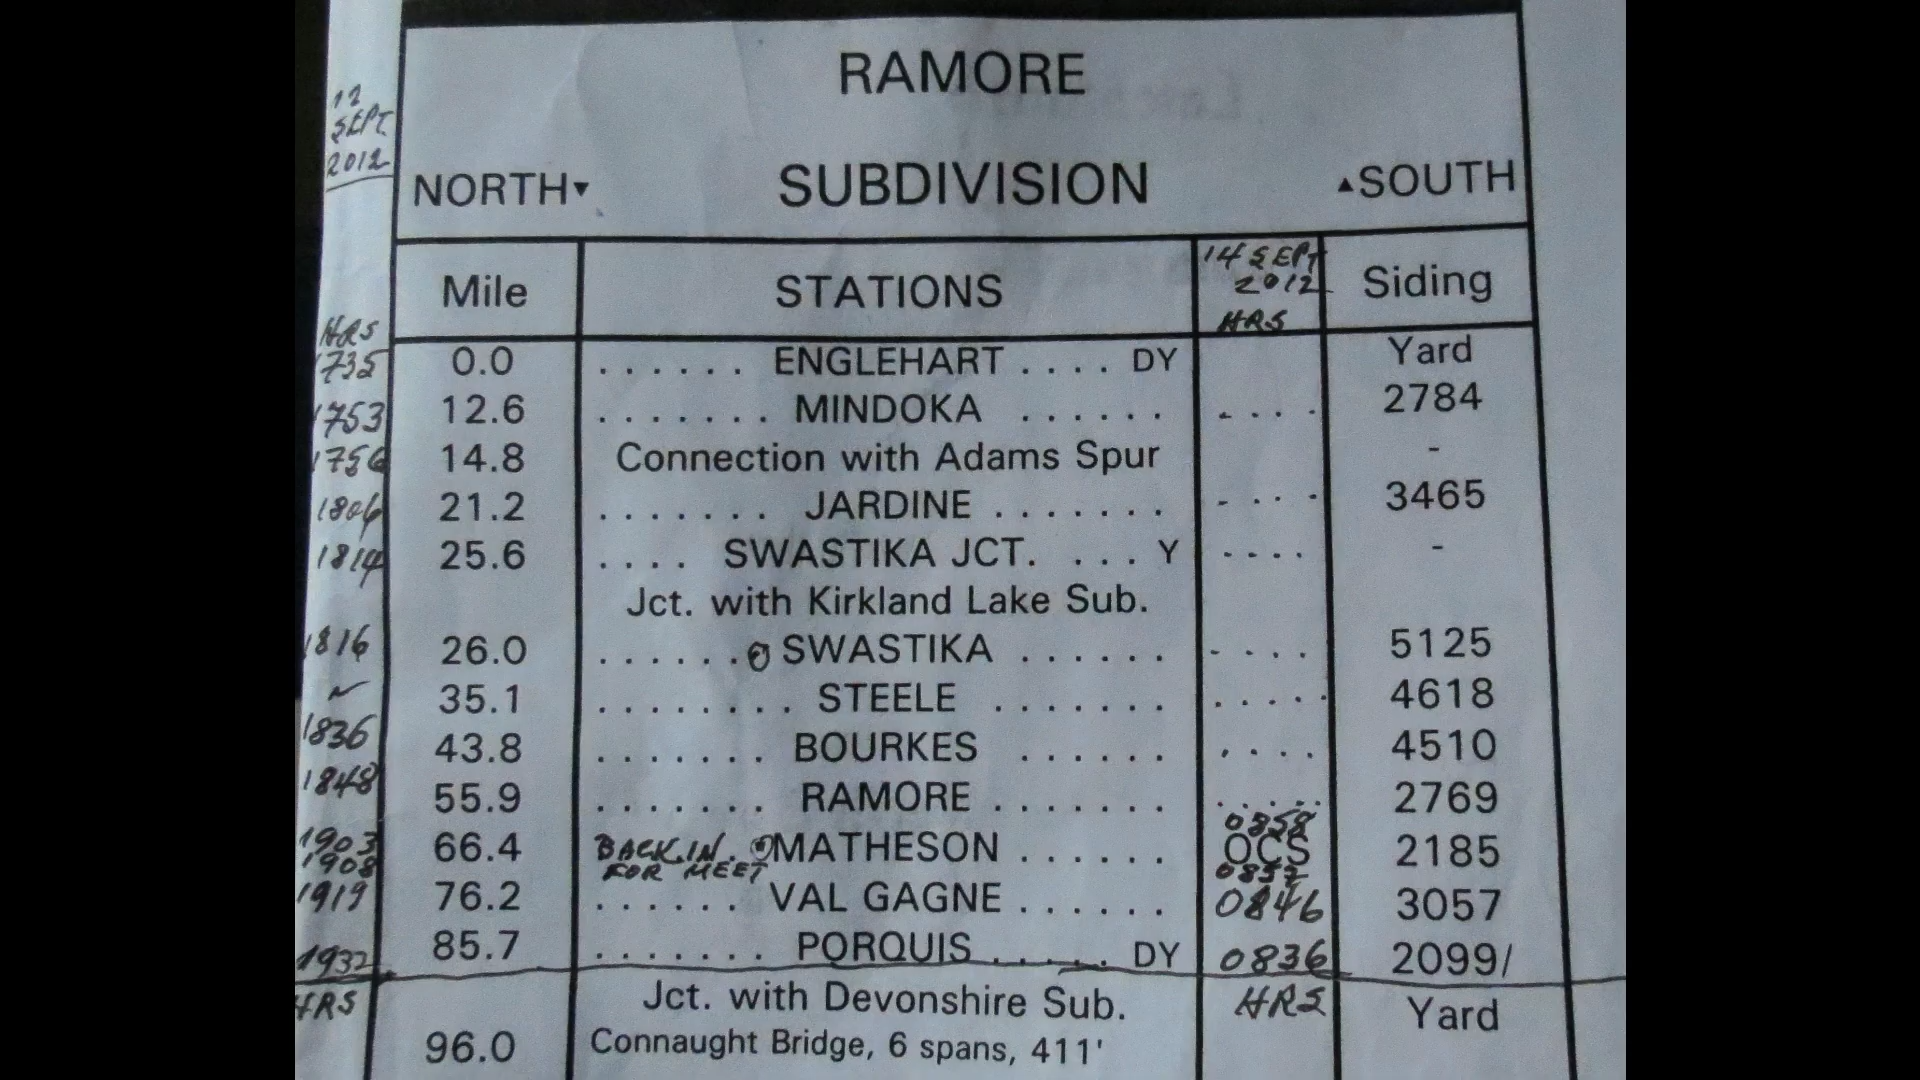 RAMORE
12
SEPT.
2012
NORTH▼ SUBDIVISION ▲SOUTH
Mile STATIONS 14 SEPT 2012 HRS Siding
HRS
1735 0.0 . . . . . . ENGLEHART . . . . DY Yard
1753 12.6 . . . . . . . MINDOKA . . . . . . . . . . 2784
1756 14.8 Connection with Adams Spur -
1806 21.2 . . . . . . . JARDINE . . . . . . . . . . . 3465
1814 25.6 . . . . SWASTIKA JCT. . . . Y . . . . -
Jct. with Kirkland Lake Sub.
1816 26.0 . . . . . . SWASTIKA . . . . . . . . . . 5125
35.1 . . . . . . . . STEELE . . . . . . . . . . . . 4618
1836 43.8 . . . . . . . BOURKES . . . . . . . . . . 4510
1848 55.9 . . . . . . . RAMORE . . . . . . . . . . . . 2769
0858
1903 66.4 BACK IN MATHESON . . . . . . OCS 2185
1908 FOR MEET 0852
1919 76.2 . . . . . . VAL GAGNE . . . . . . 0846 3057
1932 85.7 . . . . . . . PORQUIS . . . . . DY 0836 2099/
HRS Jct. with Devonshire Sub. HRS Yard
96.0 Connaught Bridge, 6 spans, 411'